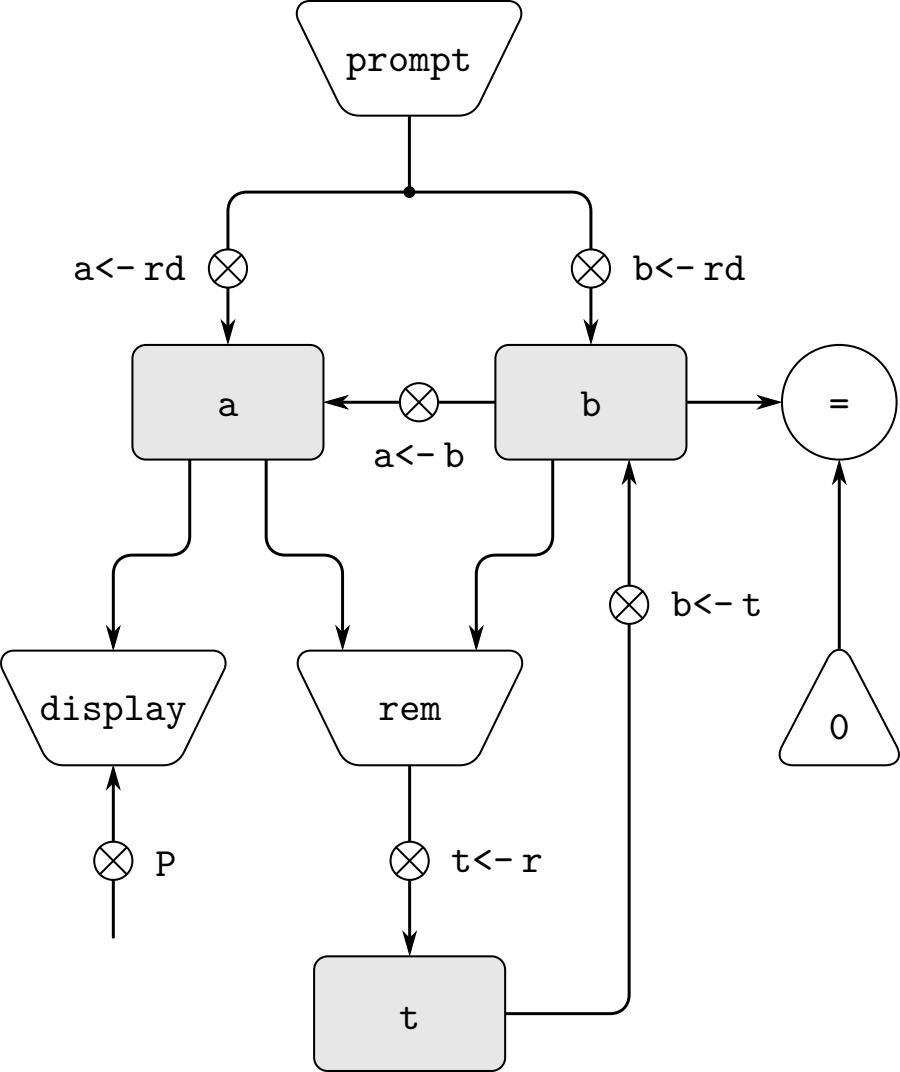 prompt
a<-rd
b<-rd
a
b
=
a<-b
b<-t
display
rem
0
P
t<-r
t